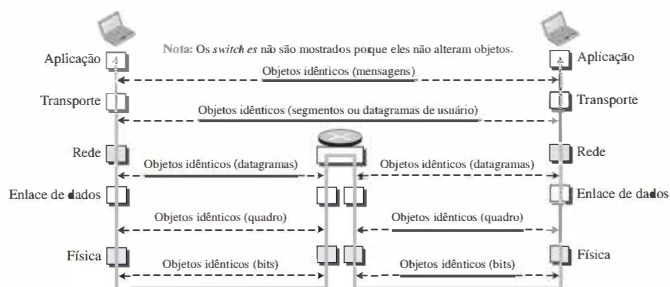 Nota: Os switches não são mostrados porque eles não alteram objetos.
Aplicação
Aplicação
Objetos idênticos (mensagens)
Transporte
Transporte
Objetos idênticos (segmentos ou datagramas de usuário)
Rede
Rede
Objetos idênticos (datagramas)
Objetos idênticos (datagramas)
Enlace de dados
Enlace de dados
Objetos idênticos (quadro)
Objetos idênticos (quadro)
Física
Física
Objetos idênticos (bits)
Objetos idênticos (bits)